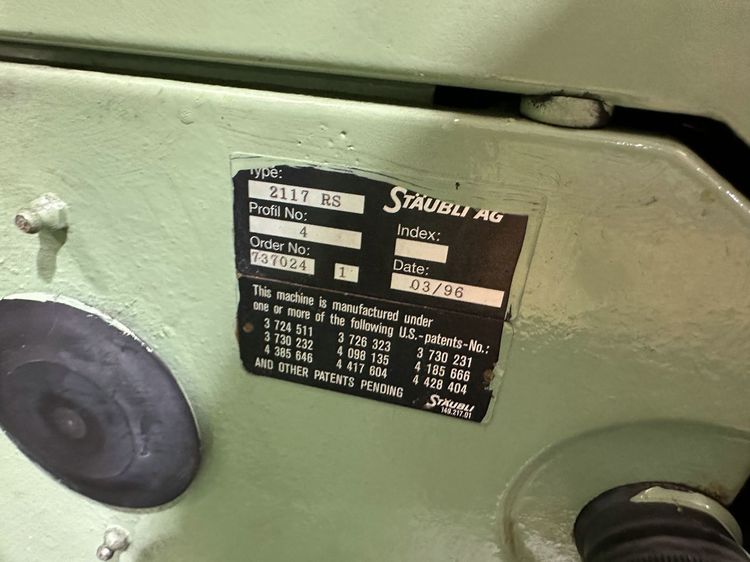 Type:
2117 RS
STÄUBLI AG
Profil No:
4
Index:
Order No:
737024 1
Date:
03/96
This machine is manufactured under
one or more of the following U.S.-patents-No.:
3 724 511 3 726 323 3 730 231
3 730 232 4 098 135 4 185 666
4 385 646 4 417 604 4 428 404
AND OTHER PATENTS PENDING
STÄUBLI
149.217.01